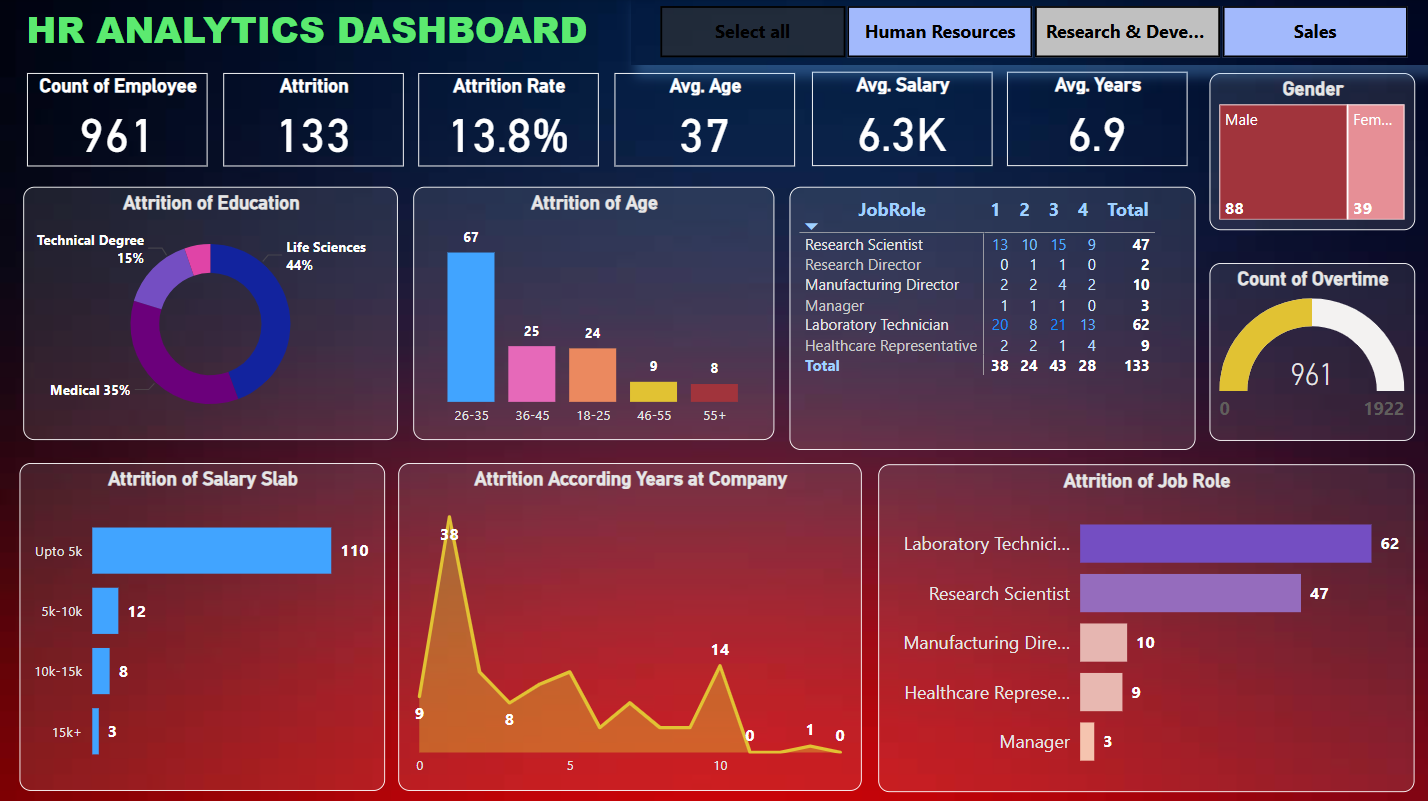 HR ANALYTICS DASHBOARD
Select all
Human Resources
Research & Deve...
Sales
Count of Employee
961
Attrition
133
Attrition Rate
13.8%
Avg. Age
37
Avg. Salary
6.3K
Avg. Years
6.9
Gender
Male
Fem...
88
39
Attrition of Education
Technical Degree
15%
Life Sciences
44%
Medical 35%
Attrition of Age
67
25
24
9
8
26-35
36-45
18-25
46-55
55+
JobRole 1 2 3 4 Total
Research Scientist 13 10 15 9 47
Research Director 0 1 1 0 2
Manufacturing Director 2 2 4 2 10
Manager 1 1 1 0 3
Laboratory Technician 20 8 21 13 62
Healthcare Representative 2 2 1 4 9
Total 38 24 43 28 133
Count of Overtime
961
0
1922
Attrition of Salary Slab
Upto 5k 110
5k-10k 12
10k-15k 8
15k+ 3
Attrition According Years at Company
38
14
9
8
0
1
0
0
5
10
Attrition of Job Role
Laboratory Technici... 62
Research Scientist 47
Manufacturing Dire... 10
Healthcare Represe... 9
Manager 3